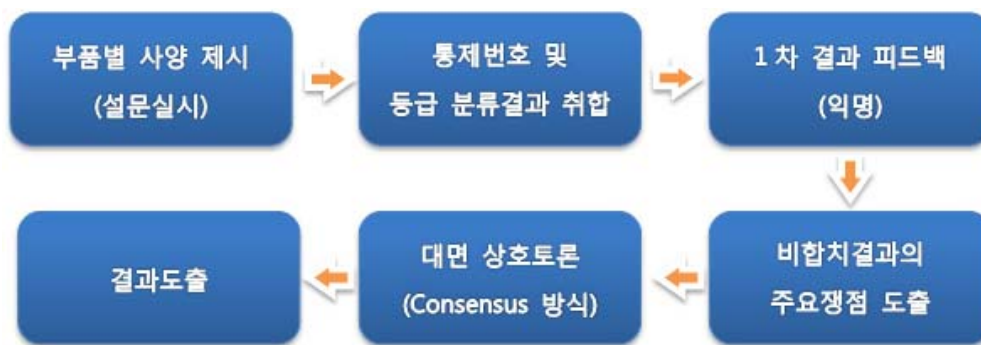 부품별 사양 제시
(설문실시)
통제번호 및
등급 분류결과 취합
1차 결과 피드백
(익명)
비합치결과의
주요쟁점 도출
대면 상호토론
(Consensus 방식)
결과도출